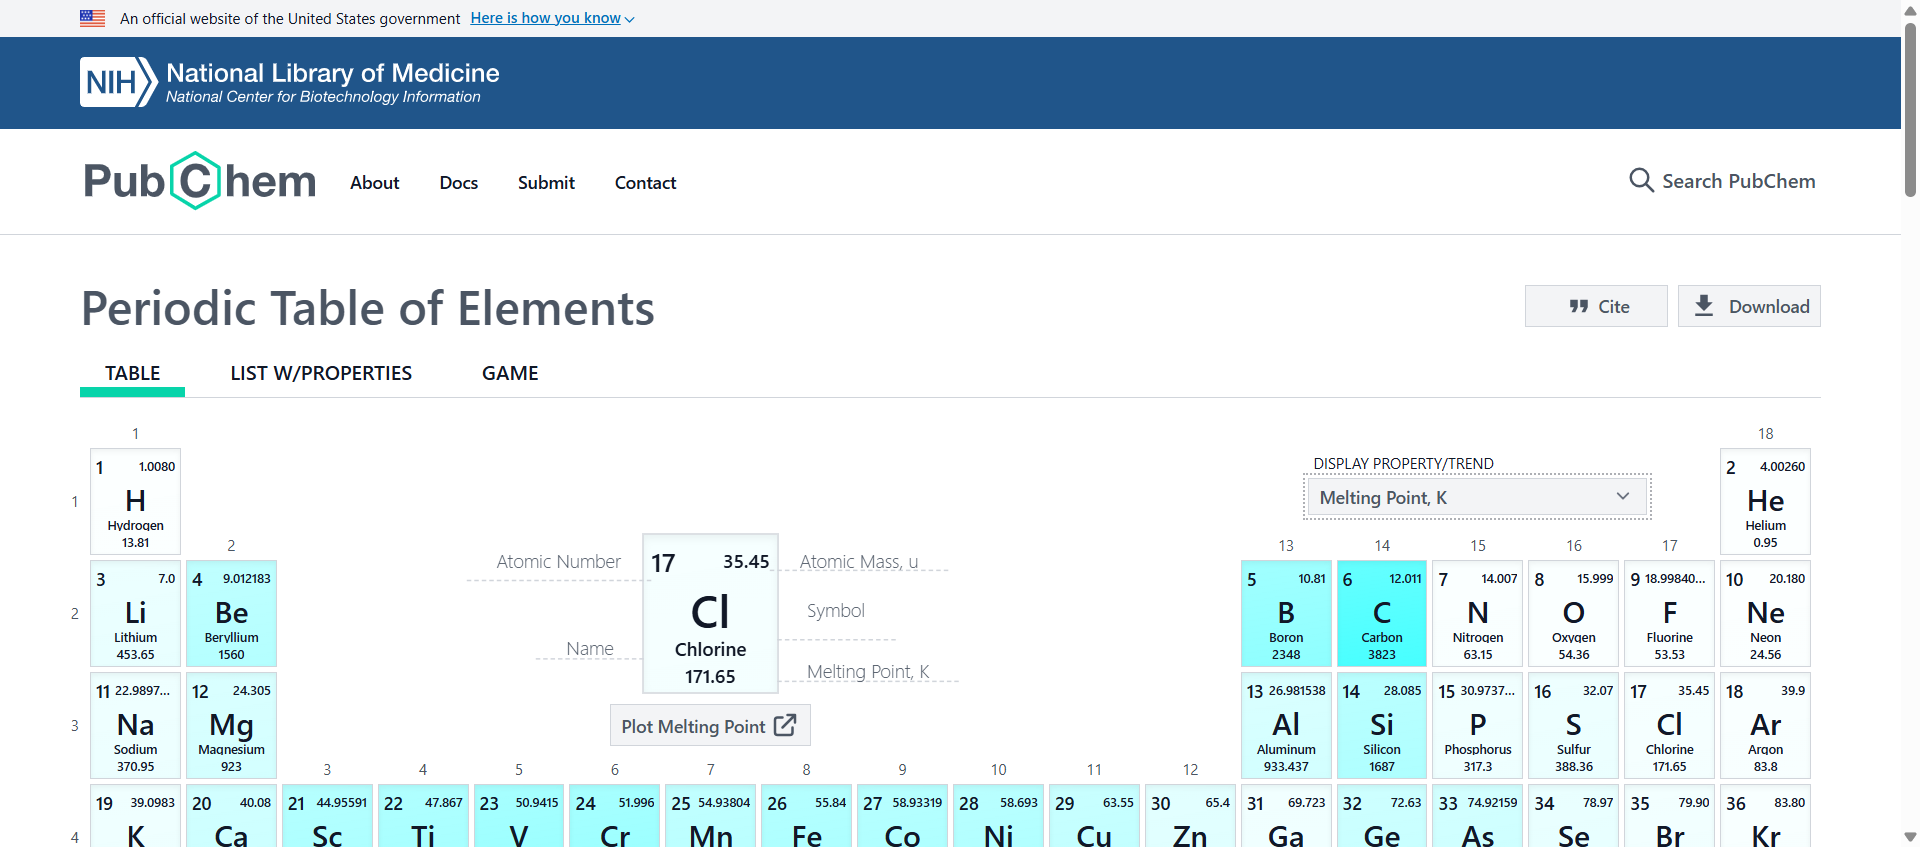 An official website of the United States government Here is how you know
NIH National Library of Medicine
National Center for Biotechnology Information
PubChem About Docs Submit Contact Search PubChem
Periodic Table of Elements
Cite Download
TABLE LIST W/PROPERTIES GAME
1 18
DISPLAY PROPERTY/TREND
Melting Point, K
1
1 1.0080
H
Hydrogen
13.81
2 4.00260
He
Helium
0.95
2 13 14 15 16 17
Atomic Number
Name
17 35.45
Cl
Chlorine
171.65
Atomic Mass, u
Symbol
Melting Point, K
Plot Melting Point
2
3 7.0
Li
Lithium
453.65
4 9.012183
Be
Beryllium
1560
5 10.81
B
Boron
2348
6 12.011
C
Carbon
3823
7 14.007
N
Nitrogen
63.15
8 15.999
O
Oxygen
54.36
9 18.99840...
F
Fluorine
53.53
10 20.180
Ne
Neon
24.56
3
11 22.9897...
Na
Sodium
370.95
12 24.305
Mg
Magnesium
923
13 26.981538
Al
Aluminum
933.437
14 28.085
Si
Silicon
1687
15 30.9737...
P
Phosphorus
317.3
16 32.07
S
Sulfur
388.36
17 35.45
Cl
Chlorine
171.65
18 39.9
Ar
Argon
83.8
3 4 5 6 7 8 9 10 11 12
4
19 39.0983
K
20 40.08
Ca
21 44.95591
Sc
22 47.867
Ti
23 50.9415
V
24 51.996
Cr
25 54.93804
Mn
26 55.84
Fe
27 58.93319
Co
28 58.693
Ni
29 63.55
Cu
30 65.4
Zn
31 69.723
Ga
32 72.63
Ge
33 74.92159
As
34 78.97
Se
35 79.90
Br
36 83.80
Kr